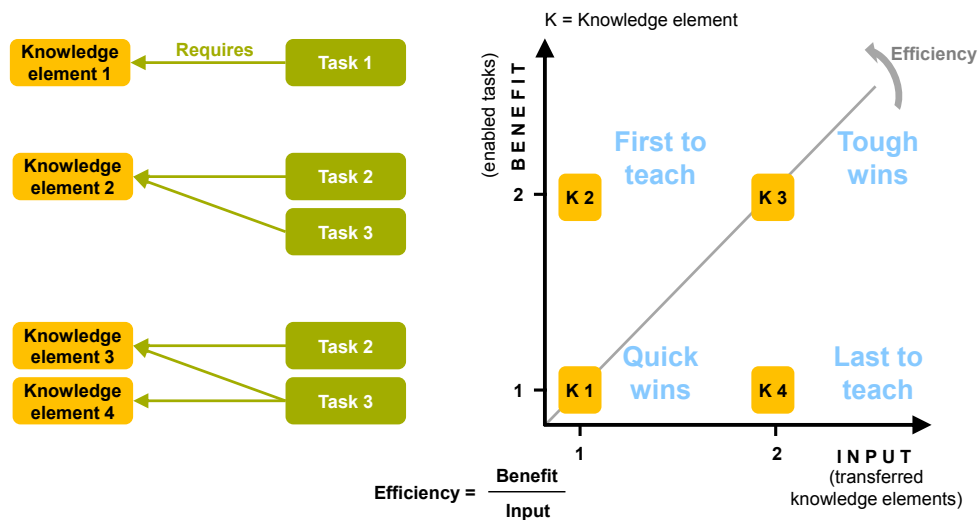 Knowledge
element 1
Requires
Task 1
Knowledge
element 2
Task 2
Task 3
Knowledge
element 3
Knowledge
element 4
Task 2
Task 3
K = Knowledge element
Efficiency
BENEFIT
(enabled tasks)
First to
teach
Tough
wins
2
K 2
K 3
Quick
wins
Last to
teach
1
K 1
K 4
1
2
INPUT
(transferred
knowledge elements)
Efficiency =
Benefit
Input